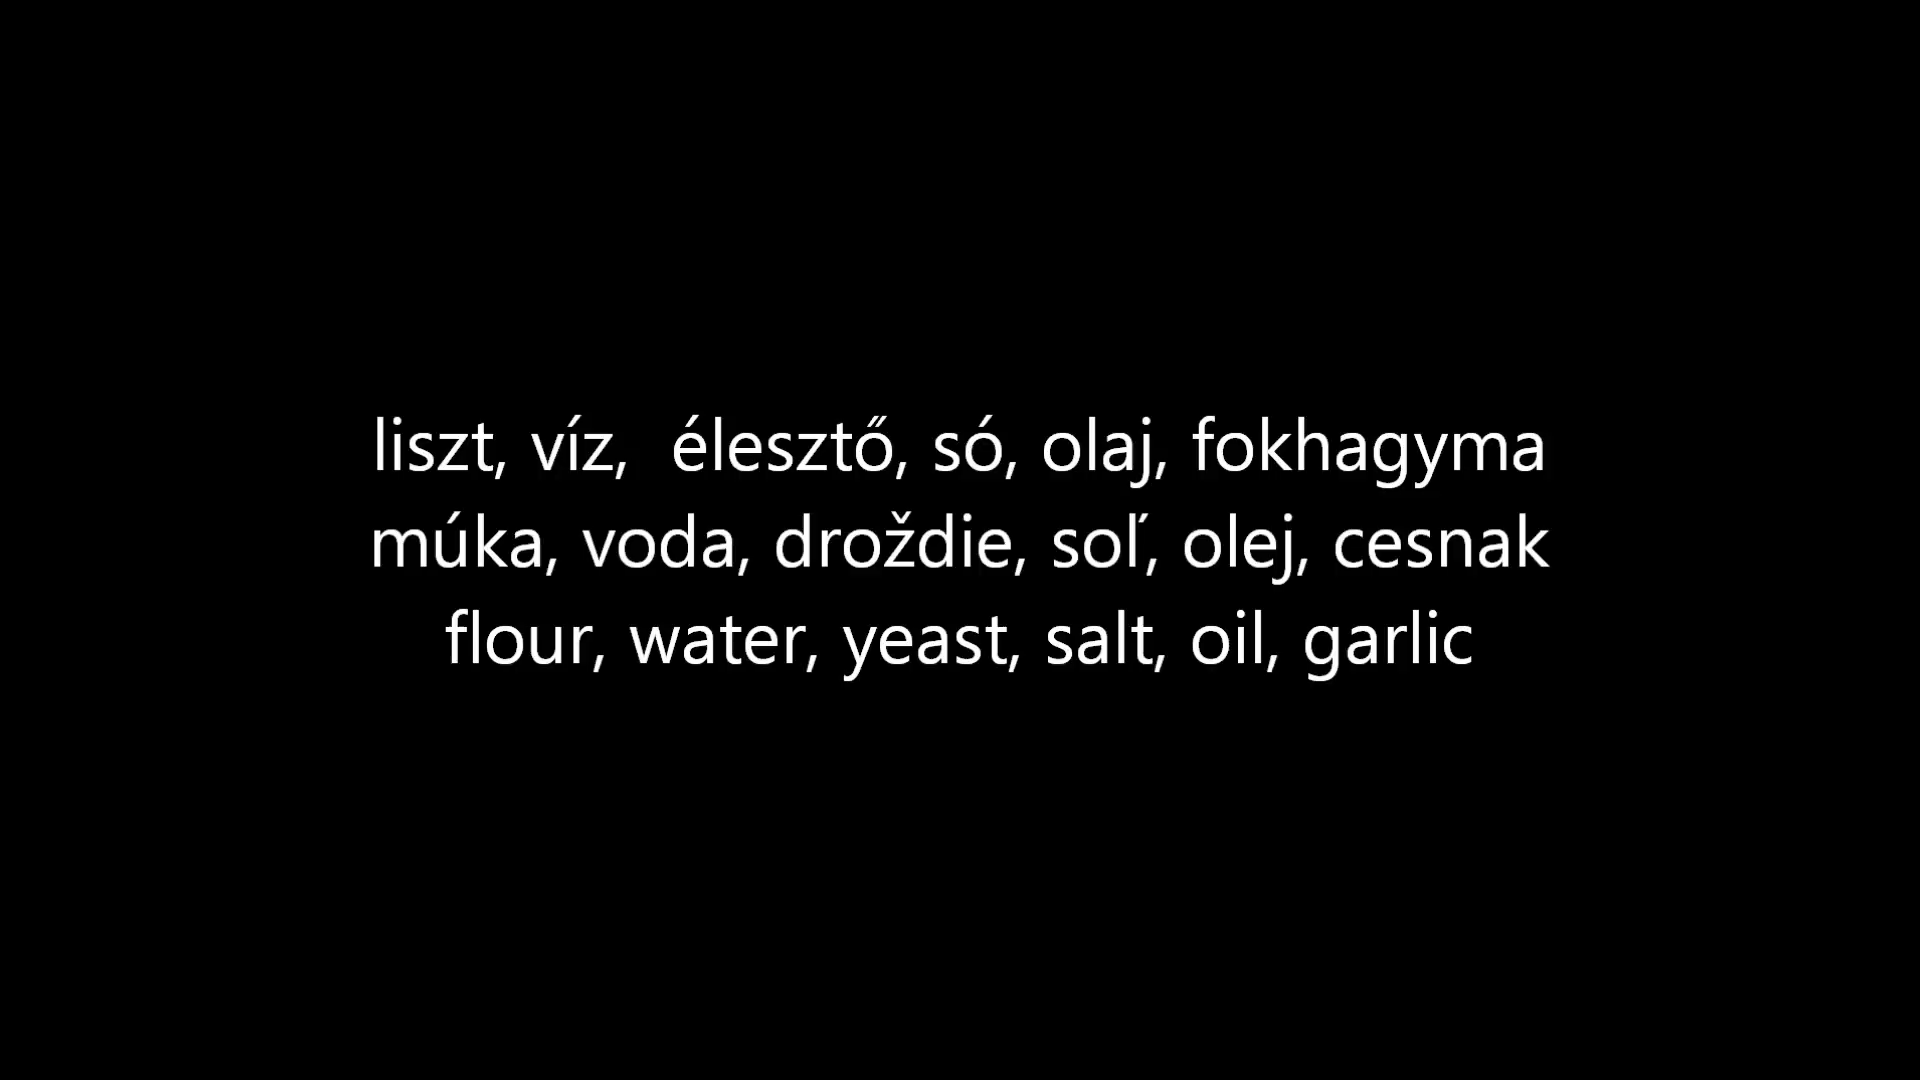 liszt, víz,  élesztő, só, olaj, fokhagyma
múka, voda, droždie, soľ, olej, cesnak
flour, water, yeast, salt, oil, garlic